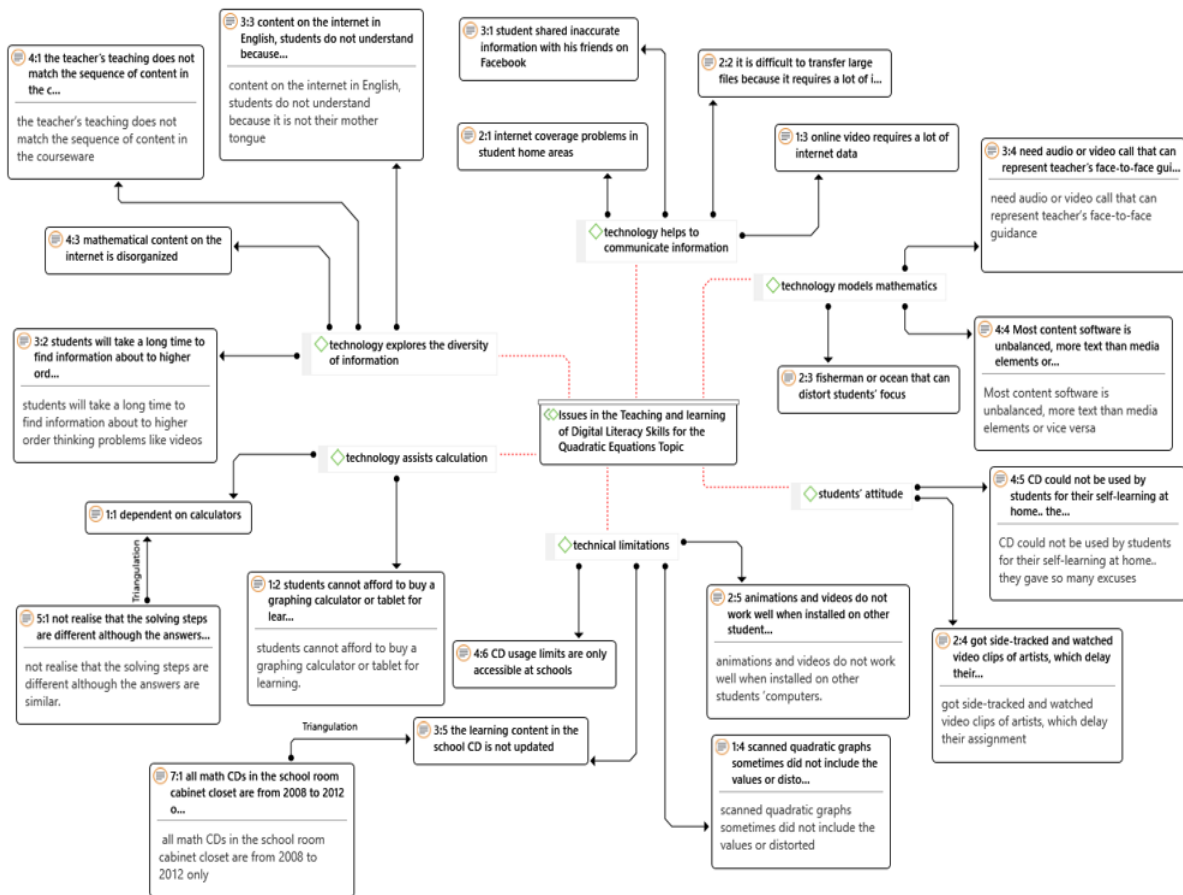 3:3 content on the internet in
English, students do not understand
because...
content on the internet in English,
students do not understand
because it is not their mother
tongue
4:1 the teacher's teaching does not
match the sequence of content in
the c...
the teacher's teaching does not
match the sequence of content in
the courseware
3:1 student shared inaccurate
information with his friends on
Facebook
2:2 it is difficult to transfer large
files because it requires a lot of i...
2:1 internet coverage problems in
student home areas
1:3 online video requires a lot of
internet data
3:4 need audio or video call that can
represent teacher's face-to-face gui...
need audio or video call that can
represent teacher's face-to-face
guidance
4:3 mathematical content on the
internet is disorganized
technology helps to
communicate information
technology models mathematics
3:2 students will take a long time to
find information about to higher
ord...
students will take a long time to
find information about to higher
order thinking problems like videos
technology explores the diversity
of information
4:4 Most content software is
unbalanced, more text than media
elements or...
Most content software is
unbalanced, more text than media
elements or vice versa
2:3 fisherman or ocean that can
distort students' focus
Issues in the Teaching and learning
of Digital Literacy Skills for the
Quadratic Equations Topic
technology assists calculation
students' attitude
4:5 CD could not be used by
students for their self-learning at
home.. the...
CD could not be used by students
for their self-learning at home..
they gave so many excuses
1:1 dependent on calculators
technical limitations
Triangulation
1:2 students cannot afford to buy a
graphing calculator or tablet for
lear...
students cannot afford to buy a
graphing calculator or tablet for
learning.
2:5 animations and videos do not
work well when installed on other
student...
animations and videos do not work
well when installed on other
students 'computers.
5:1 not realise that the solving steps
are different although the answers...
not realise that the solving steps are
different although the answers are
similar.
4:6 CD usage limits are only
accessible at schools
2:4 got side-tracked and watched
video clips of artists, which delay
their...
got side-tracked and watched
video clips of artists, which delay
their assignment
Triangulation
3:5 the learning content in the
school CD is not updated
1:4 scanned quadratic graphs
sometimes did not include the
values or disto...
scanned quadratic graphs
sometimes did not include the
values or distorted
7:1 all math CDs in the school room
cabinet closet are from 2008 to 2012
o...
all math CDs in the school room
cabinet closet are from 2008 to
2012 only